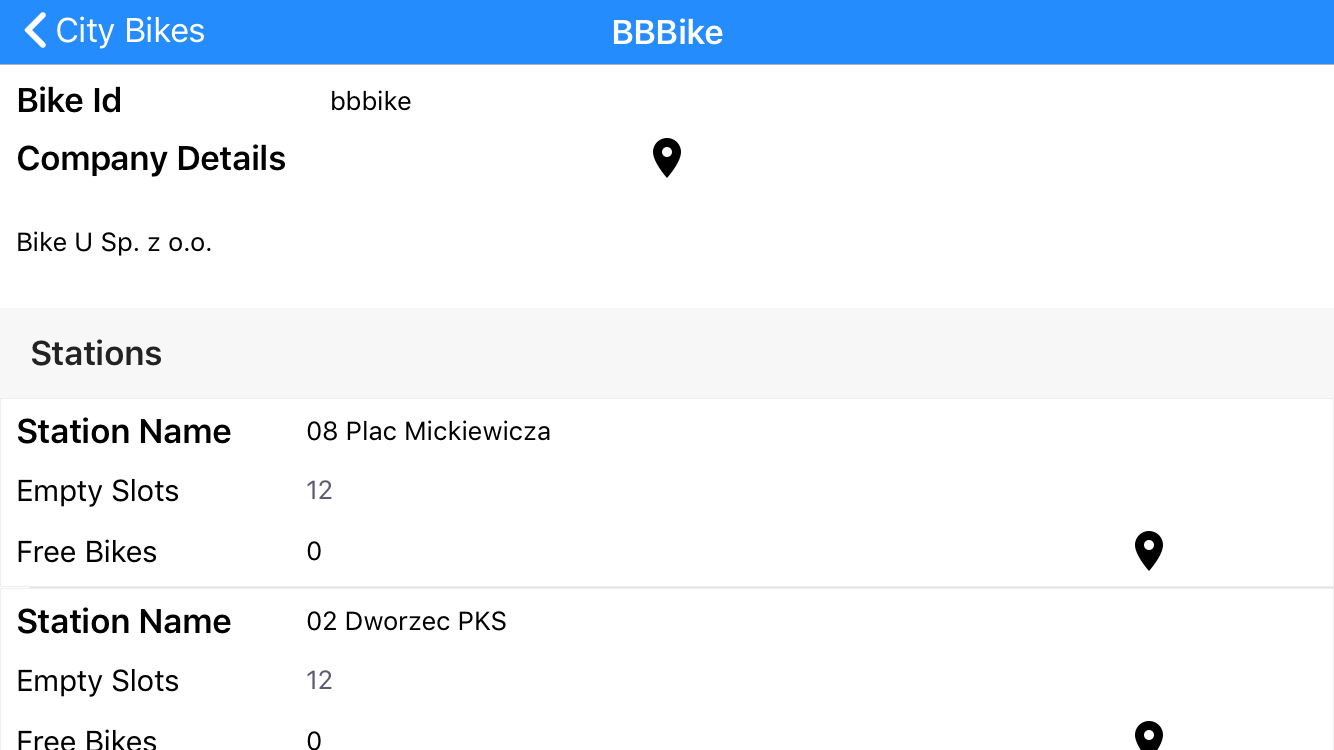 City Bikes
BBBike
Bike Id bbbike
Company Details
Bike U Sp. z o.o.
Stations
Station Name 08 Plac Mickiewicza
Empty Slots 12
Free Bikes 0
Station Name 02 Dworzec PKS
Empty Slots 12
Free Bikes 0